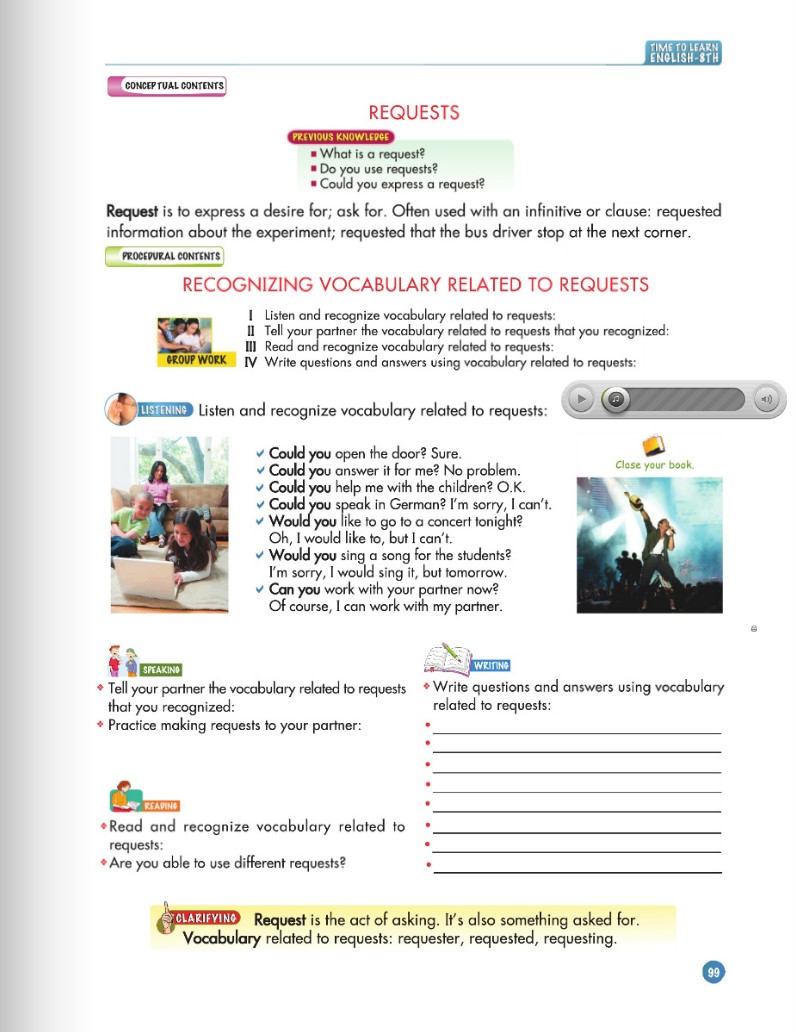 TIME TO LEARN
ENGLISH-8TH
CONCEPTUAL CONTENTS
REQUESTS
PREVIOUS KNOWLEDGE
What is a request?
Do you use requests?
Could you express a request?
Request is to express a desire for; ask for. Often used with an infinitive or clause: requested
information about the experiment; requested that the bus driver stop at the next corner.
PROCEDURAL CONTENTS
RECOGNIZING VOCABULARY RELATED TO REQUESTS
GROUP WORK
I Listen and recognize vocabulary related to requests:
II Tell your partner the vocabulary related to requests that you recognized:
III Read and recognize vocabulary related to requests:
IV Write questions and answers using vocabulary related to requests:
LISTENING Listen and recognize vocabulary related to requests:
Could you open the door? Sure.
Could you answer it for me? No problem.
Could you help me with the children? O.K.
Could you speak in German? I'm sorry, I can't.
Would you like to go to a concert tonight?
Oh, I would like to, but I can't.
Would you sing a song for the students?
I'm sorry, I would sing it, but tomorrow.
Can you work with your partner now?
Of course, I can work with my partner.
Close your book.
SPEAKING
Tell your partner the vocabulary related to requests
that you recognized:
Practice making requests to your partner:
READING
Read and recognize vocabulary related to
requests:
Are you able to use different requests?
WRITING
Write questions and answers using vocabulary
related to requests:
CLARIFYING Request is the act of asking. It's also something asked for.
Vocabulary related to requests: requester, requested, requesting.
99